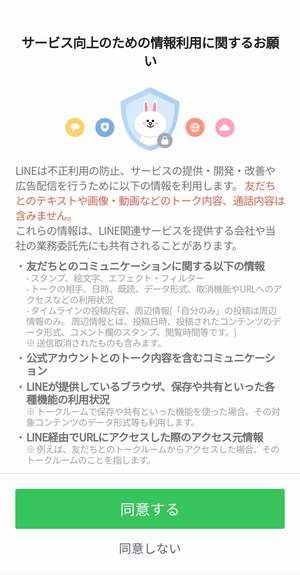 サービス向上のための情報利用に関するお願
い
LINEは不正利用の防止、サービスの提供・開発・改善や
広告配信を行うために以下の情報を利用します。友だち
とのテキストや画像・動画などのトーク内容、通話内容は
含みません。
これらの情報は、LINE関連サービスを提供する会社や当
社の業務委託先にも共有されることがあります。
・友だちとのコミュニケーションに関する以下の情報
- スタンプ、絵文字、エフェクト・フィルター
- トークの相手、日時、既読、データ形式、取消機能やURLへのア
クセスなどの利用状況
- タイムラインの投稿内容、周辺情報(「自分のみ」の投稿は周辺
情報のみ。周辺情報とは、投稿日時、投稿されたコンテンツのデ
ータ形式、コメント欄のスタンプ、閲覧時間等です。)
※ 送信取消されたものも含みます。
・公式アカウントとのトーク内容を含むコミュニケーシ
ョン
・LINEが提供しているブラウザ、保存や共有といった各
種機能の利用状況
※ トークルームで保存や共有といった機能を使った場合、その対
象コンテンツのデータ形式等も利用します。
・LINE経由でURLにアクセスした際のアクセス元情報
※ 例えば、友だちとのトークルームからアクセスした場合、そのト
ークルームのことを指します。
同意する
同意しない